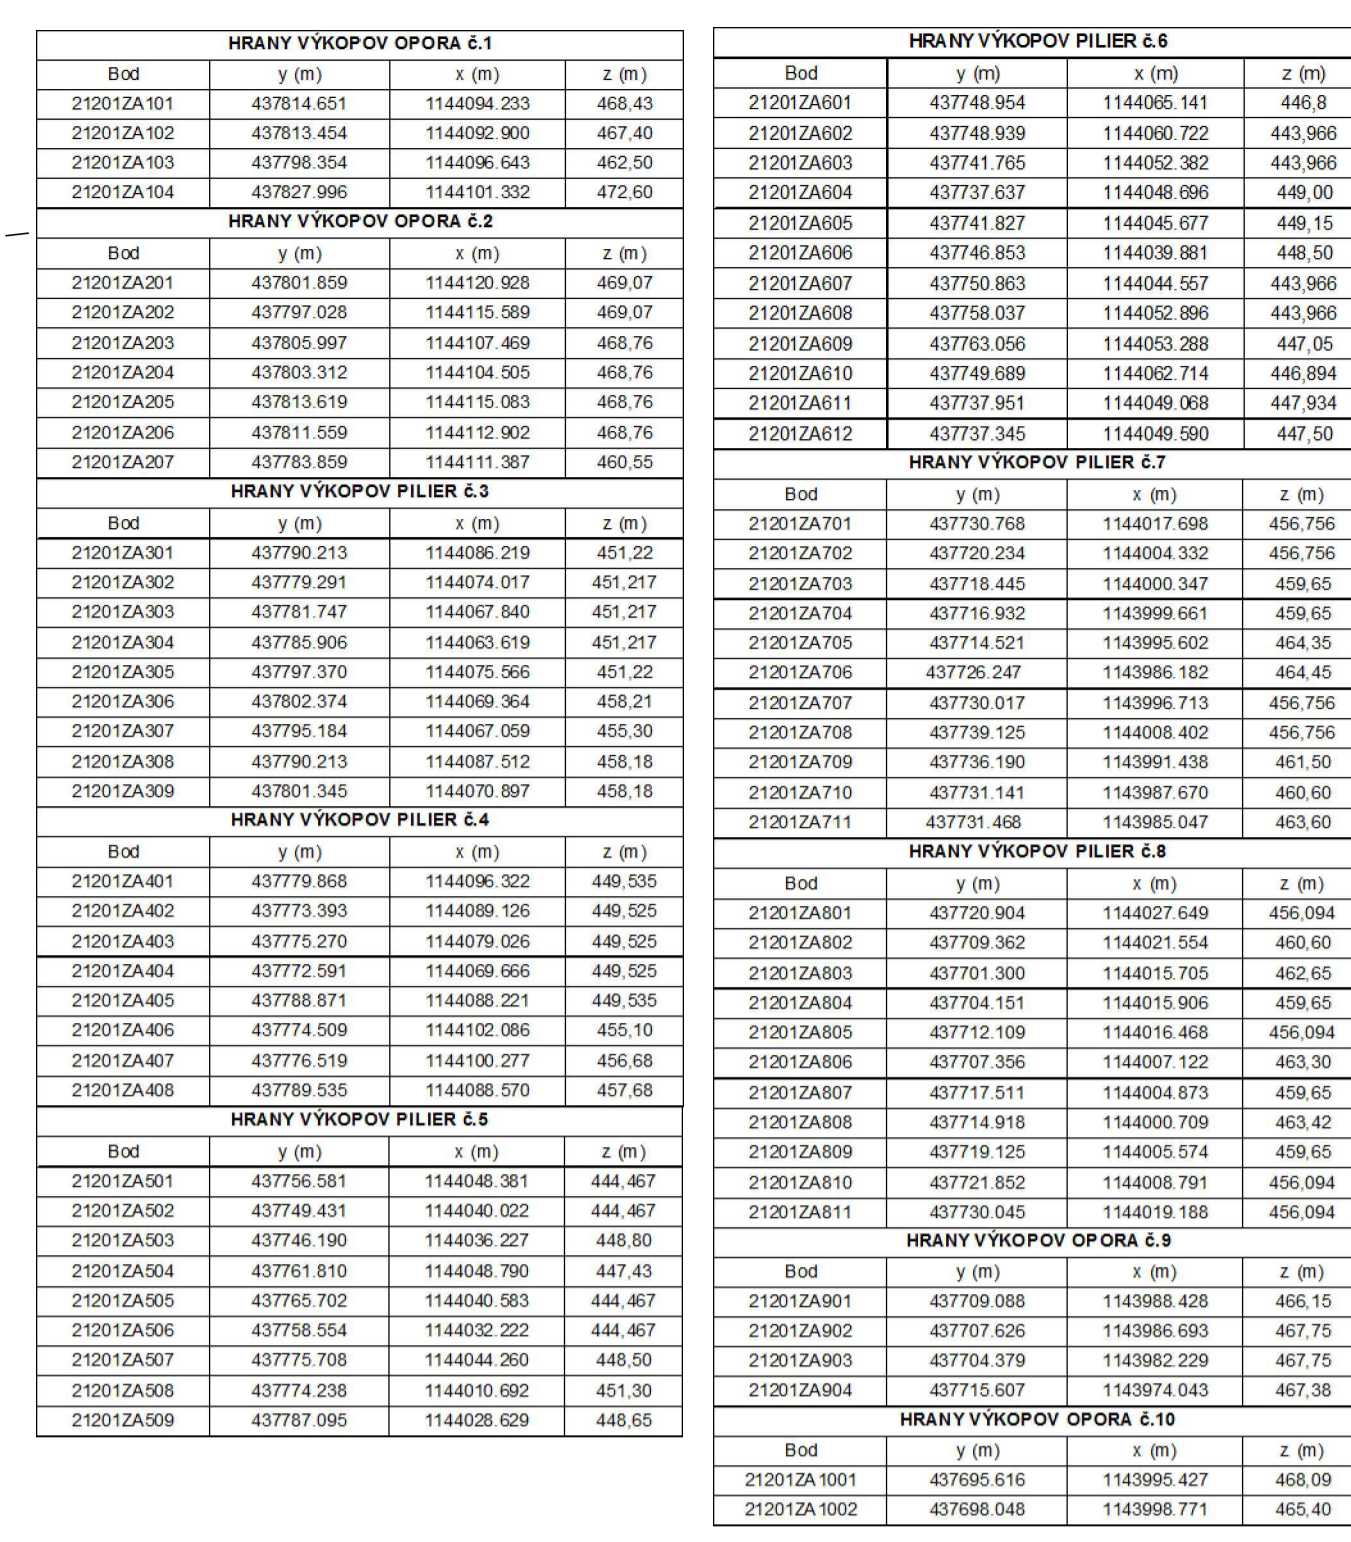 HRANY VÝKOPOV OPORA č.1
Bod y (m) x (m) z (m)
21201ZA101 437814.651 1144094.233 468,43
21201ZA102 437813.454 1144092.900 467,40
21201ZA103 437798.354 1144096.643 462,50
21201ZA104 437827.996 1144101.332 472,60
HRANY VÝKOPOV OPORA č.2
Bod y (m) x (m) z (m)
21201ZA201 437801.859 1144120.928 469,07
21201ZA202 437797.028 1144115.589 469,07
21201ZA203 437805.997 1144107.469 468,76
21201ZA204 437803.312 1144104.505 468,76
21201ZA205 437813.619 1144115.083 468,76
21201ZA206 437811.559 1144112.902 468,76
21201ZA207 437783.859 1144111.387 460,55
HRANY VÝKOPOV PILIER č.3
Bod y (m) x (m) z (m)
21201ZA301 437790.213 1144086.219 451,22
21201ZA302 437779.291 1144074.017 451,217
21201ZA303 437781.747 1144067.840 451,217
21201ZA304 437785.906 1144063.619 451,217
21201ZA305 437797.370 1144075.566 451,22
21201ZA306 437802.374 1144069.364 458,21
21201ZA307 437795.184 1144067.059 455,30
21201ZA308 437790.213 1144087.512 458,18
21201ZA309 437801.345 1144070.897 458,18
HRANY VÝKOPOV PILIER č.4
Bod y (m) x (m) z (m)
21201ZA401 437779.868 1144096.322 449,535
21201ZA402 437773.393 1144089.126 449,525
21201ZA403 437775.270 1144079.026 449,525
21201ZA404 437772.591 1144069.666 449,525
21201ZA405 437788.871 1144088.221 449,535
21201ZA406 437774.509 1144102.086 455,10
21201ZA407 437776.519 1144100.277 456,68
21201ZA408 437789.535 1144088.570 457,68
HRANY VÝKOPOV PILIER č.5
Bod y (m) x (m) z (m)
21201ZA501 437756.581 1144048.381 444,467
21201ZA502 437749.431 1144040.022 444,467
21201ZA503 437746.190 1144036.227 448,80
21201ZA504 437761.810 1144048.790 447,43
21201ZA505 437765.702 1144040.583 444,467
21201ZA506 437758.554 1144032.222 444,467
21201ZA507 437775.708 1144044.260 448,50
21201ZA508 437774.238 1144010.692 451,30
21201ZA509 437787.095 1144028.629 448,65
HRANY VÝKOPOV PILIER č.6
Bod y (m) x (m) z (m)
21201ZA601 437748.954 1144065.141 446,8
21201ZA602 437748.939 1144060.722 443,966
21201ZA603 437741.765 1144052.382 443,966
21201ZA604 437737.637 1144048.696 449,00
21201ZA605 437741.827 1144045.677 449,15
21201ZA606 437746.853 1144039.881 448,50
21201ZA607 437750.863 1144044.557 443,966
21201ZA608 437758.037 1144052.896 443,966
21201ZA609 437763.056 1144053.288 447,05
21201ZA610 437749.689 1144062.714 446,894
21201ZA611 437737.951 1144049.068 447,934
21201ZA612 437737.345 1144049.590 447,50
HRANY VÝKOPOV PILIER č.7
Bod y (m) x (m) z (m)
21201ZA701 437730.768 1144017.698 456,756
21201ZA702 437720.234 1144004.332 456,756
21201ZA703 437718.445 1144000.347 459,65
21201ZA704 437716.932 1143999.661 459,65
21201ZA705 437714.521 1143995.602 464,35
21201ZA706 437726.247 1143986.182 464,45
21201ZA707 437730.017 1143996.713 456,756
21201ZA708 437739.125 1144008.402 456,756
21201ZA709 437736.190 1143991.438 461,50
21201ZA710 437731.141 1143987.670 460,60
21201ZA711 437731.468 1143985.047 463,60
HRANY VÝKOPOV PILIER č.8
Bod y (m) x (m) z (m)
21201ZA801 437720.904 1144027.649 456,094
21201ZA802 437709.362 1144021.554 460,60
21201ZA803 437701.300 1144015.705 462,65
21201ZA804 437704.151 1144015.906 459,65
21201ZA805 437712.109 1144016.468 456,094
21201ZA806 437707.356 1144007.122 463,30
21201ZA807 437717.511 1144004.873 459,65
21201ZA808 437714.918 1144000.709 463,42
21201ZA809 437719.125 1144005.574 459,65
21201ZA810 437721.852 1144008.791 456,094
21201ZA811 437730.045 1144019.188 456,094
HRANY VÝKOPOV OPORA č.9
Bod y (m) x (m) z (m)
21201ZA901 437709.088 1143988.428 466,15
21201ZA902 437707.626 1143986.693 467,75
21201ZA903 437704.379 1143982.229 467,75
21201ZA904 437715.607 1143974.043 467,38
HRANY VÝKOPOV OPORA č.10
Bod y (m) x (m) z (m)
21201ZA1001 437695.616 1143995.427 468,09
21201ZA1002 437698.048 1143998.771 465,40